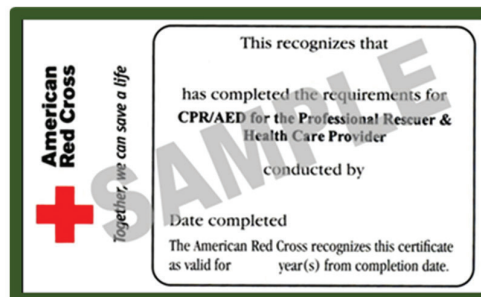 American
Red Cross
Together, we can save a life
This recognizes that
has completed the requirements for
CPR/AED for the Professional Rescuer &
Health Care Provider
conducted by
Date completed
The American Red Cross recognizes this certificate
as valid for year(s) from completion date.
SAMPLE